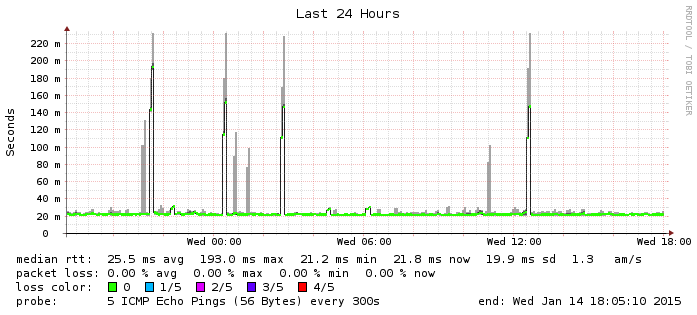 Last 24 Hours
RRDTOOL / TOBI OETIKER
Seconds
220 m
200 m
180 m
160 m
140 m
120 m
100 m
80 m
60 m
40 m
20 m
0
Wed 00:00 Wed 06:00 Wed 12:00 Wed 18:00
median rtt: 25.5 ms avg 193.0 ms max 21.2 ms min 21.8 ms now 19.9 ms sd 1.3 am/s
packet loss: 0.00 % avg 0.00 % max 0.00 % min 0.00 % now
loss color: 0 1/5 2/5 3/5 4/5
probe: 5 ICMP Echo Pings (56 Bytes) every 300s end: Wed Jan 14 18:05:10 2015